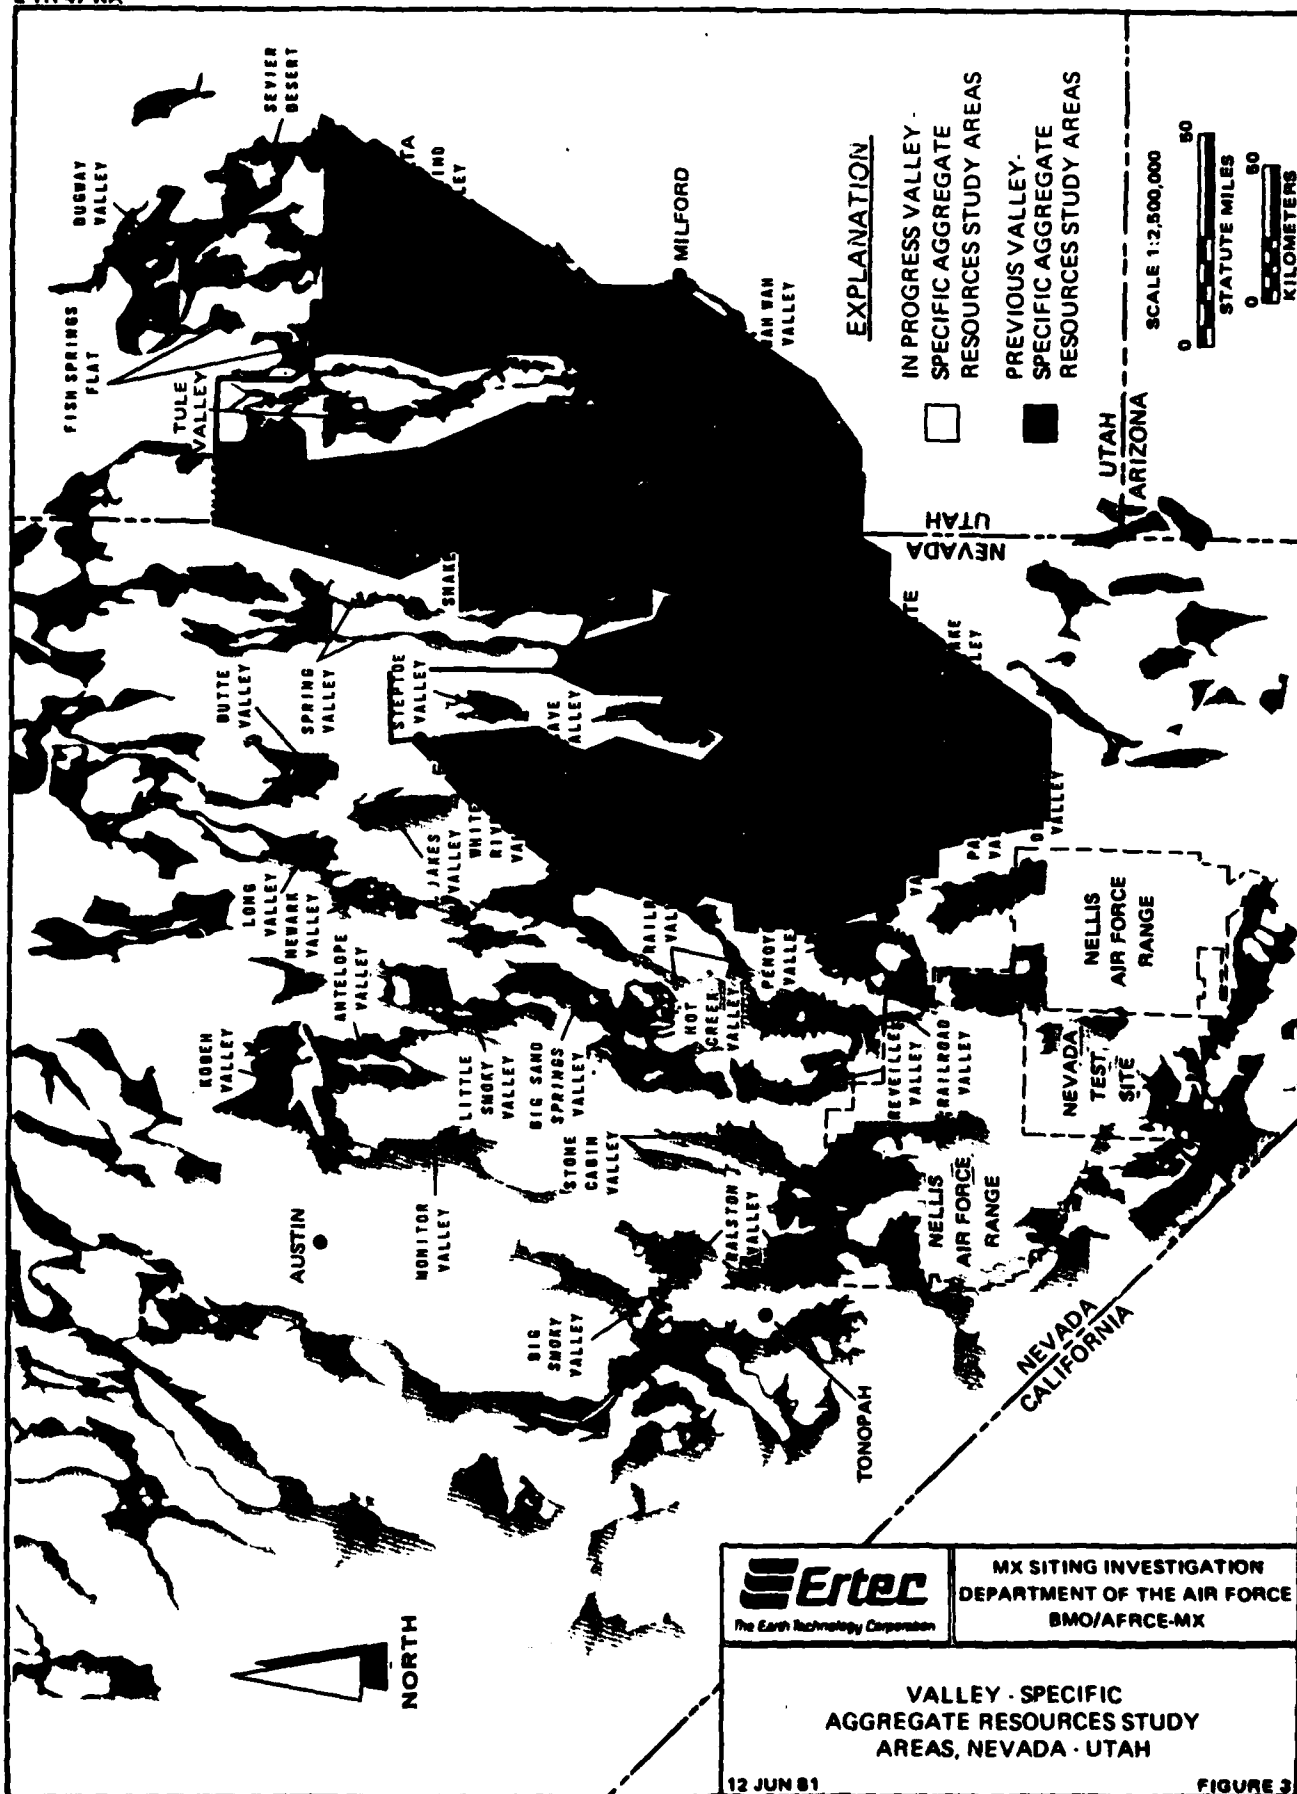 FISH SPRINGS
FLAT
DUGWAY
VALLEY
SEVIER
DESERT
TULE
VALLEY
MILFORD
VALLEY
BUTTE
VALLEY
SPRING
VALLEY
STEPTOE
VALLEY
LONG
VALLEY
NEWARK
VALLEY
JAKES
VALLEY
WHITE
ANTELOPE
VALLEY
KOBEH
VALLEY
LITTLE
SMOKY
VALLEY
BIG SAND
SPRINGS
VALLEY
HOT
CREEK
VALLEY
STONE
CABIN
VALLEY
AUSTIN
MONITOR
VALLEY
BIG
SMOKY
VALLEY
RALSTON
VALLEY
REVEILLE
VALLEY
RAILROAD
VALLEY
VALLEY
TONOPAH
NELLIS
AIR FORCE
RANGE
NEVADA
TEST
SITE
NELLIS
AIR FORCE
RANGE
NEVADA
UTAH
UTAH
ARIZONA
NEVADA
CALIFORNIA
NORTH
EXPLANATION
IN PROGRESS VALLEY-
SPECIFIC AGGREGATE
RESOURCES STUDY AREAS
PREVIOUS VALLEY-
SPECIFIC AGGREGATE
RESOURCES STUDY AREAS
SCALE 1:2,500,000
0 50
STATUTE MILES
0 50
KILOMETERS
Ertec
The Earth Technology Corporation
MX SITING INVESTIGATION
DEPARTMENT OF THE AIR FORCE
BMO/AFRCE-MX
VALLEY - SPECIFIC
AGGREGATE RESOURCES STUDY
AREAS, NEVADA - UTAH
12 JUN 81
FIGURE 3